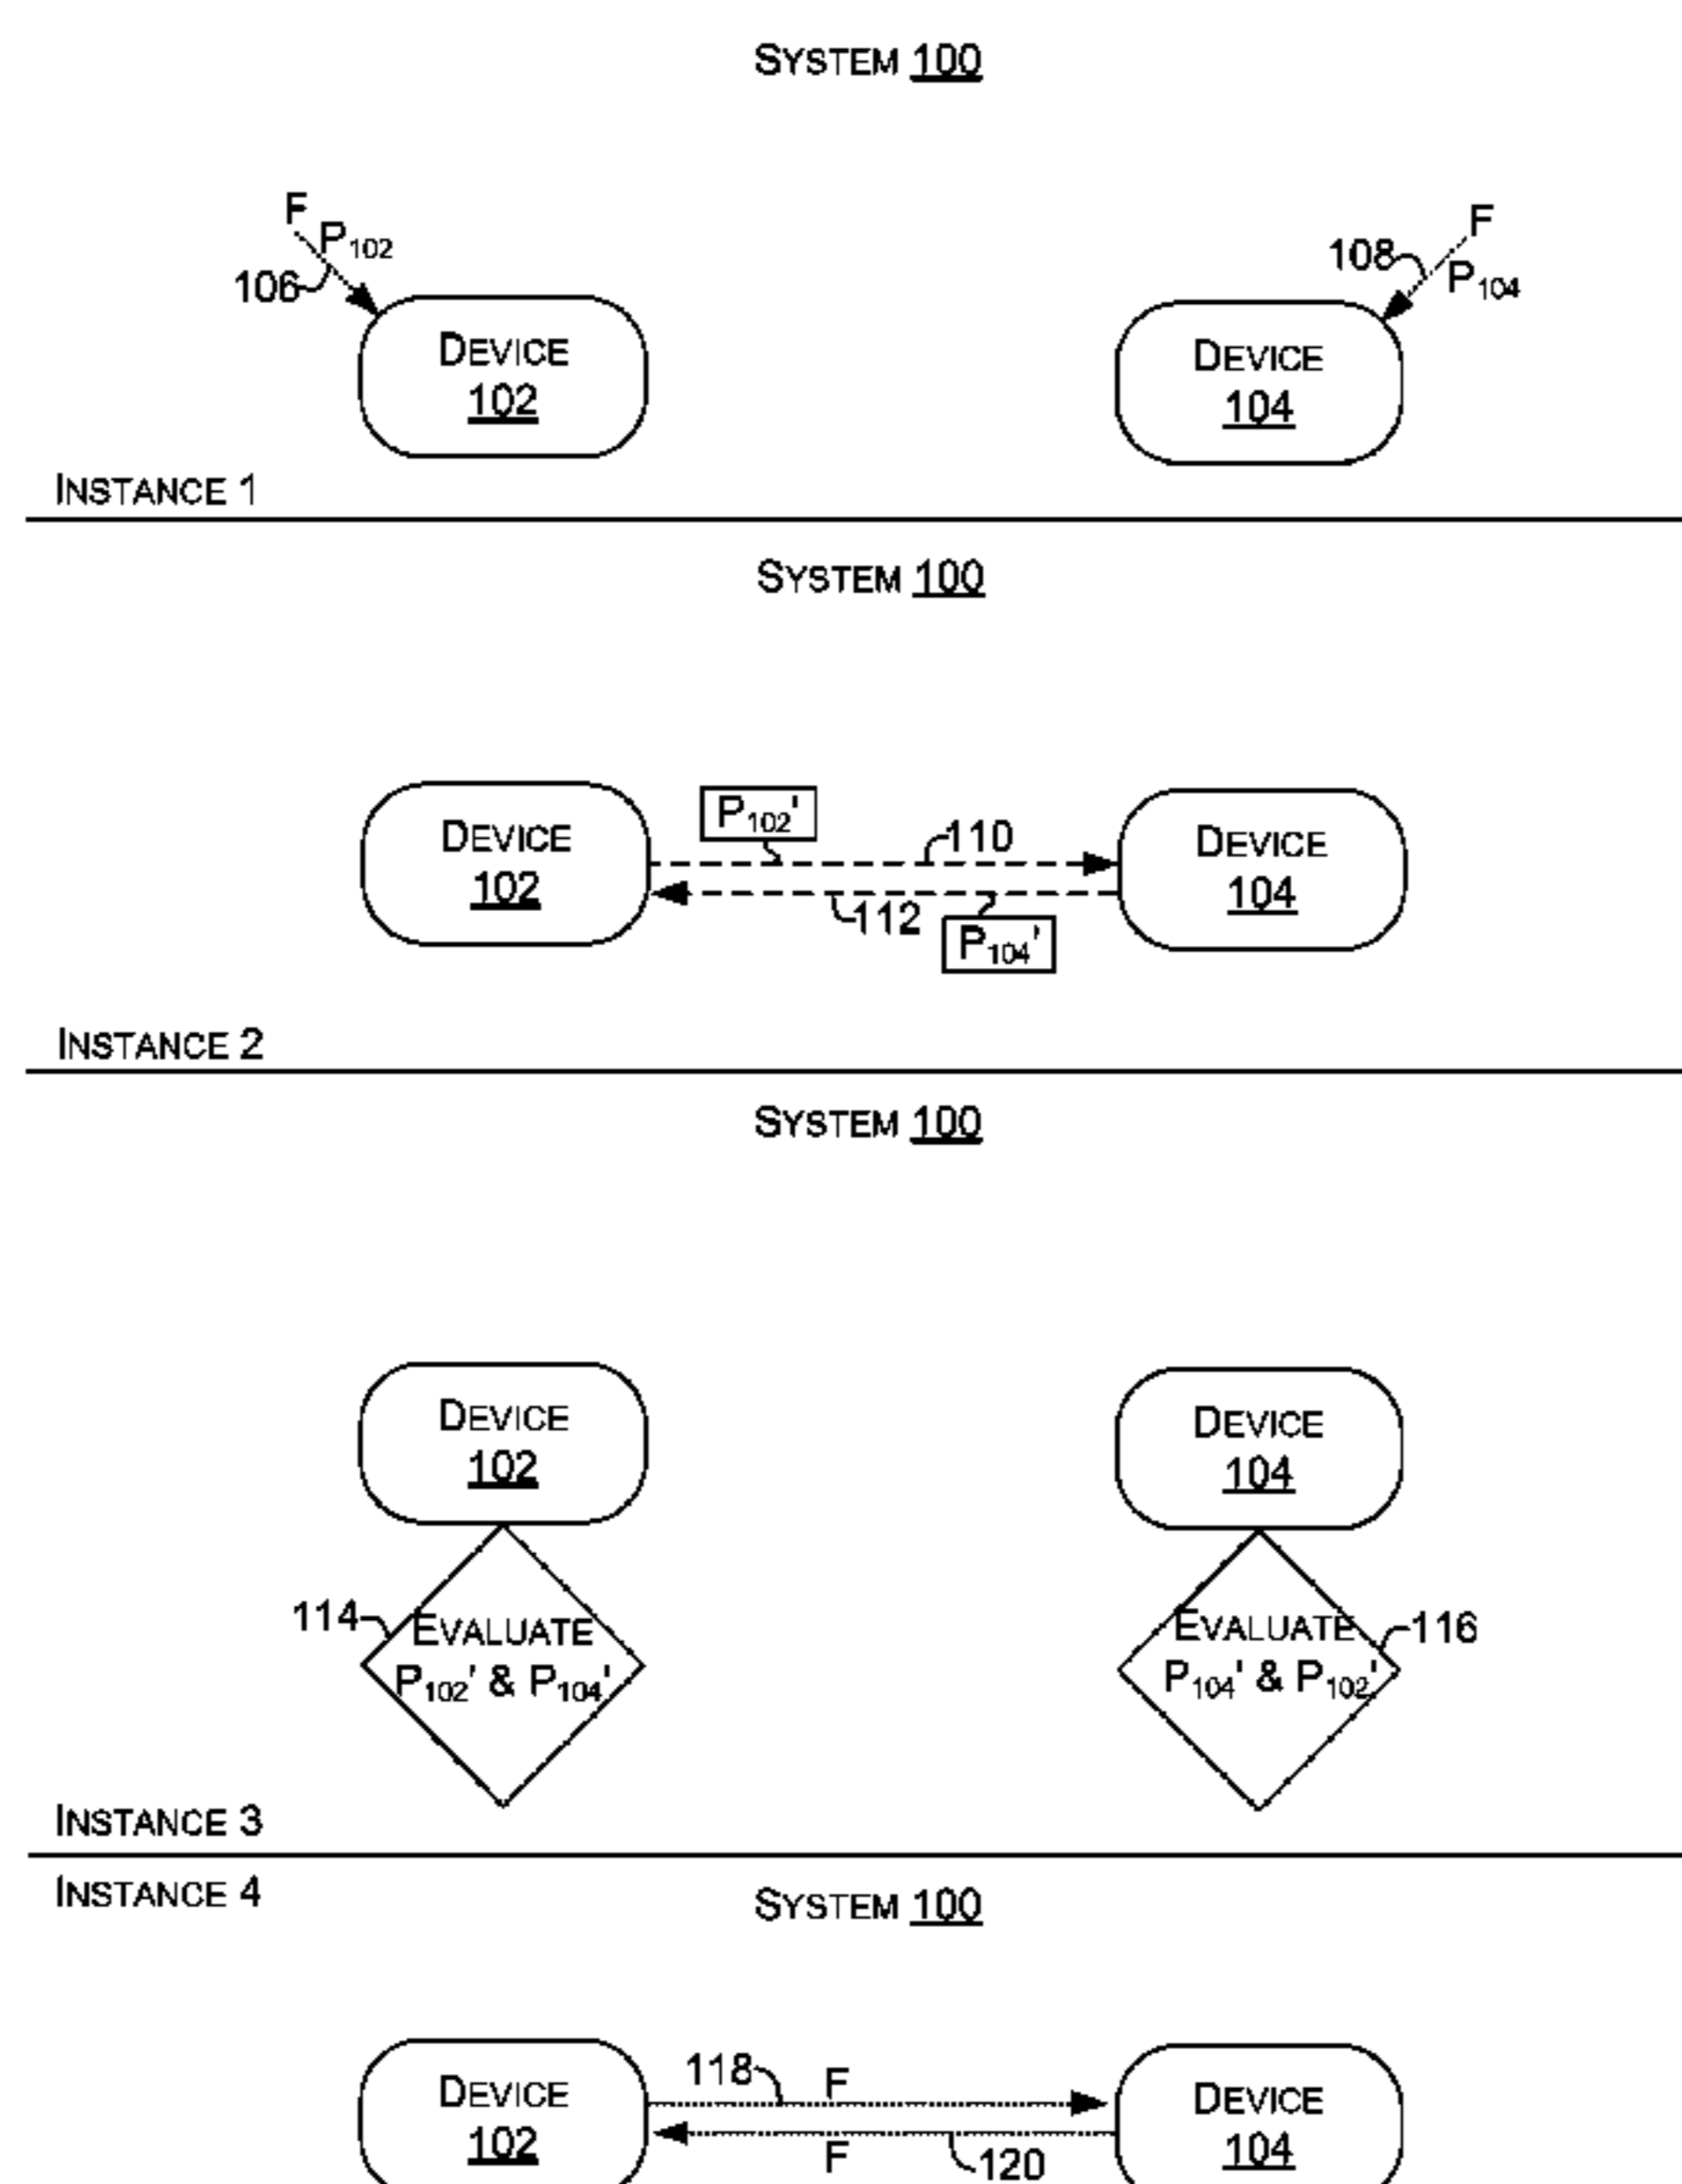 SYSTEM 100
F
P102
106
F
108
P104
DEVICE
102
DEVICE
104
INSTANCE 1
SYSTEM 100
P102'
110
DEVICE
102
DEVICE
104
112
P104'
INSTANCE 2
SYSTEM 100
DEVICE
102
DEVICE
104
114
EVALUATE
P102' & P104'
EVALUATE
P104' & P102'
116
INSTANCE 3
INSTANCE 4
SYSTEM 100
118
F
DEVICE
102
DEVICE
104
F
120